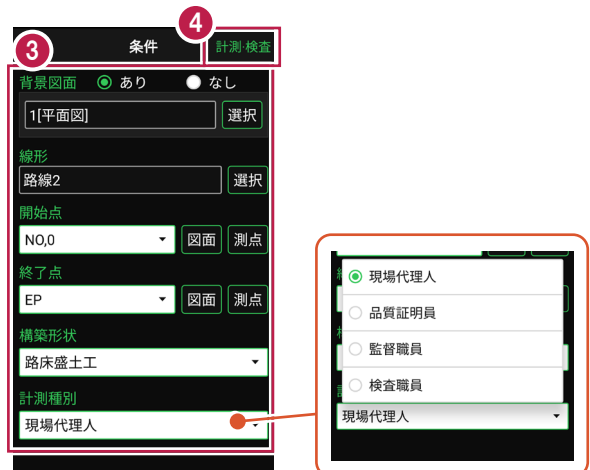 4
3
条件
計測・検査
背景図面 あり なし
1[平面図] 選択
線形
路線2 選択
開始点
NO,0 図面 測点
終了点
EP 図面 測点
構築形状
路床盛土工
計測種別
現場代理人
現場代理人
品質証明員
監督職員
検査職員
現場代理人